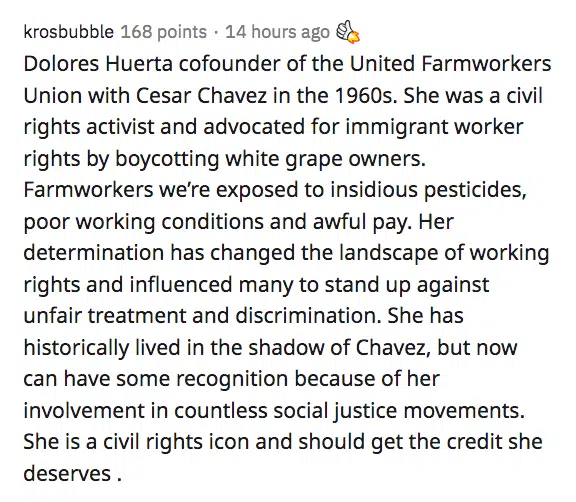 krosbubble 168 points · 14 hours ago
Dolores Huerta cofounder of the United Farmworkers
Union with Cesar Chavez in the 1960s. She was a civil
rights activist and advocated for immigrant worker
rights by boycotting white grape owners.
Farmworkers we’re exposed to insidious pesticides,
poor working conditions and awful pay. Her
determination has changed the landscape of working
rights and influenced many to stand up against
unfair treatment and discrimination. She has
historically lived in the shadow of Chavez, but now
can have some recognition because of her
involvement in countless social justice movements.
She is a civil rights icon and should get the credit she
deserves .